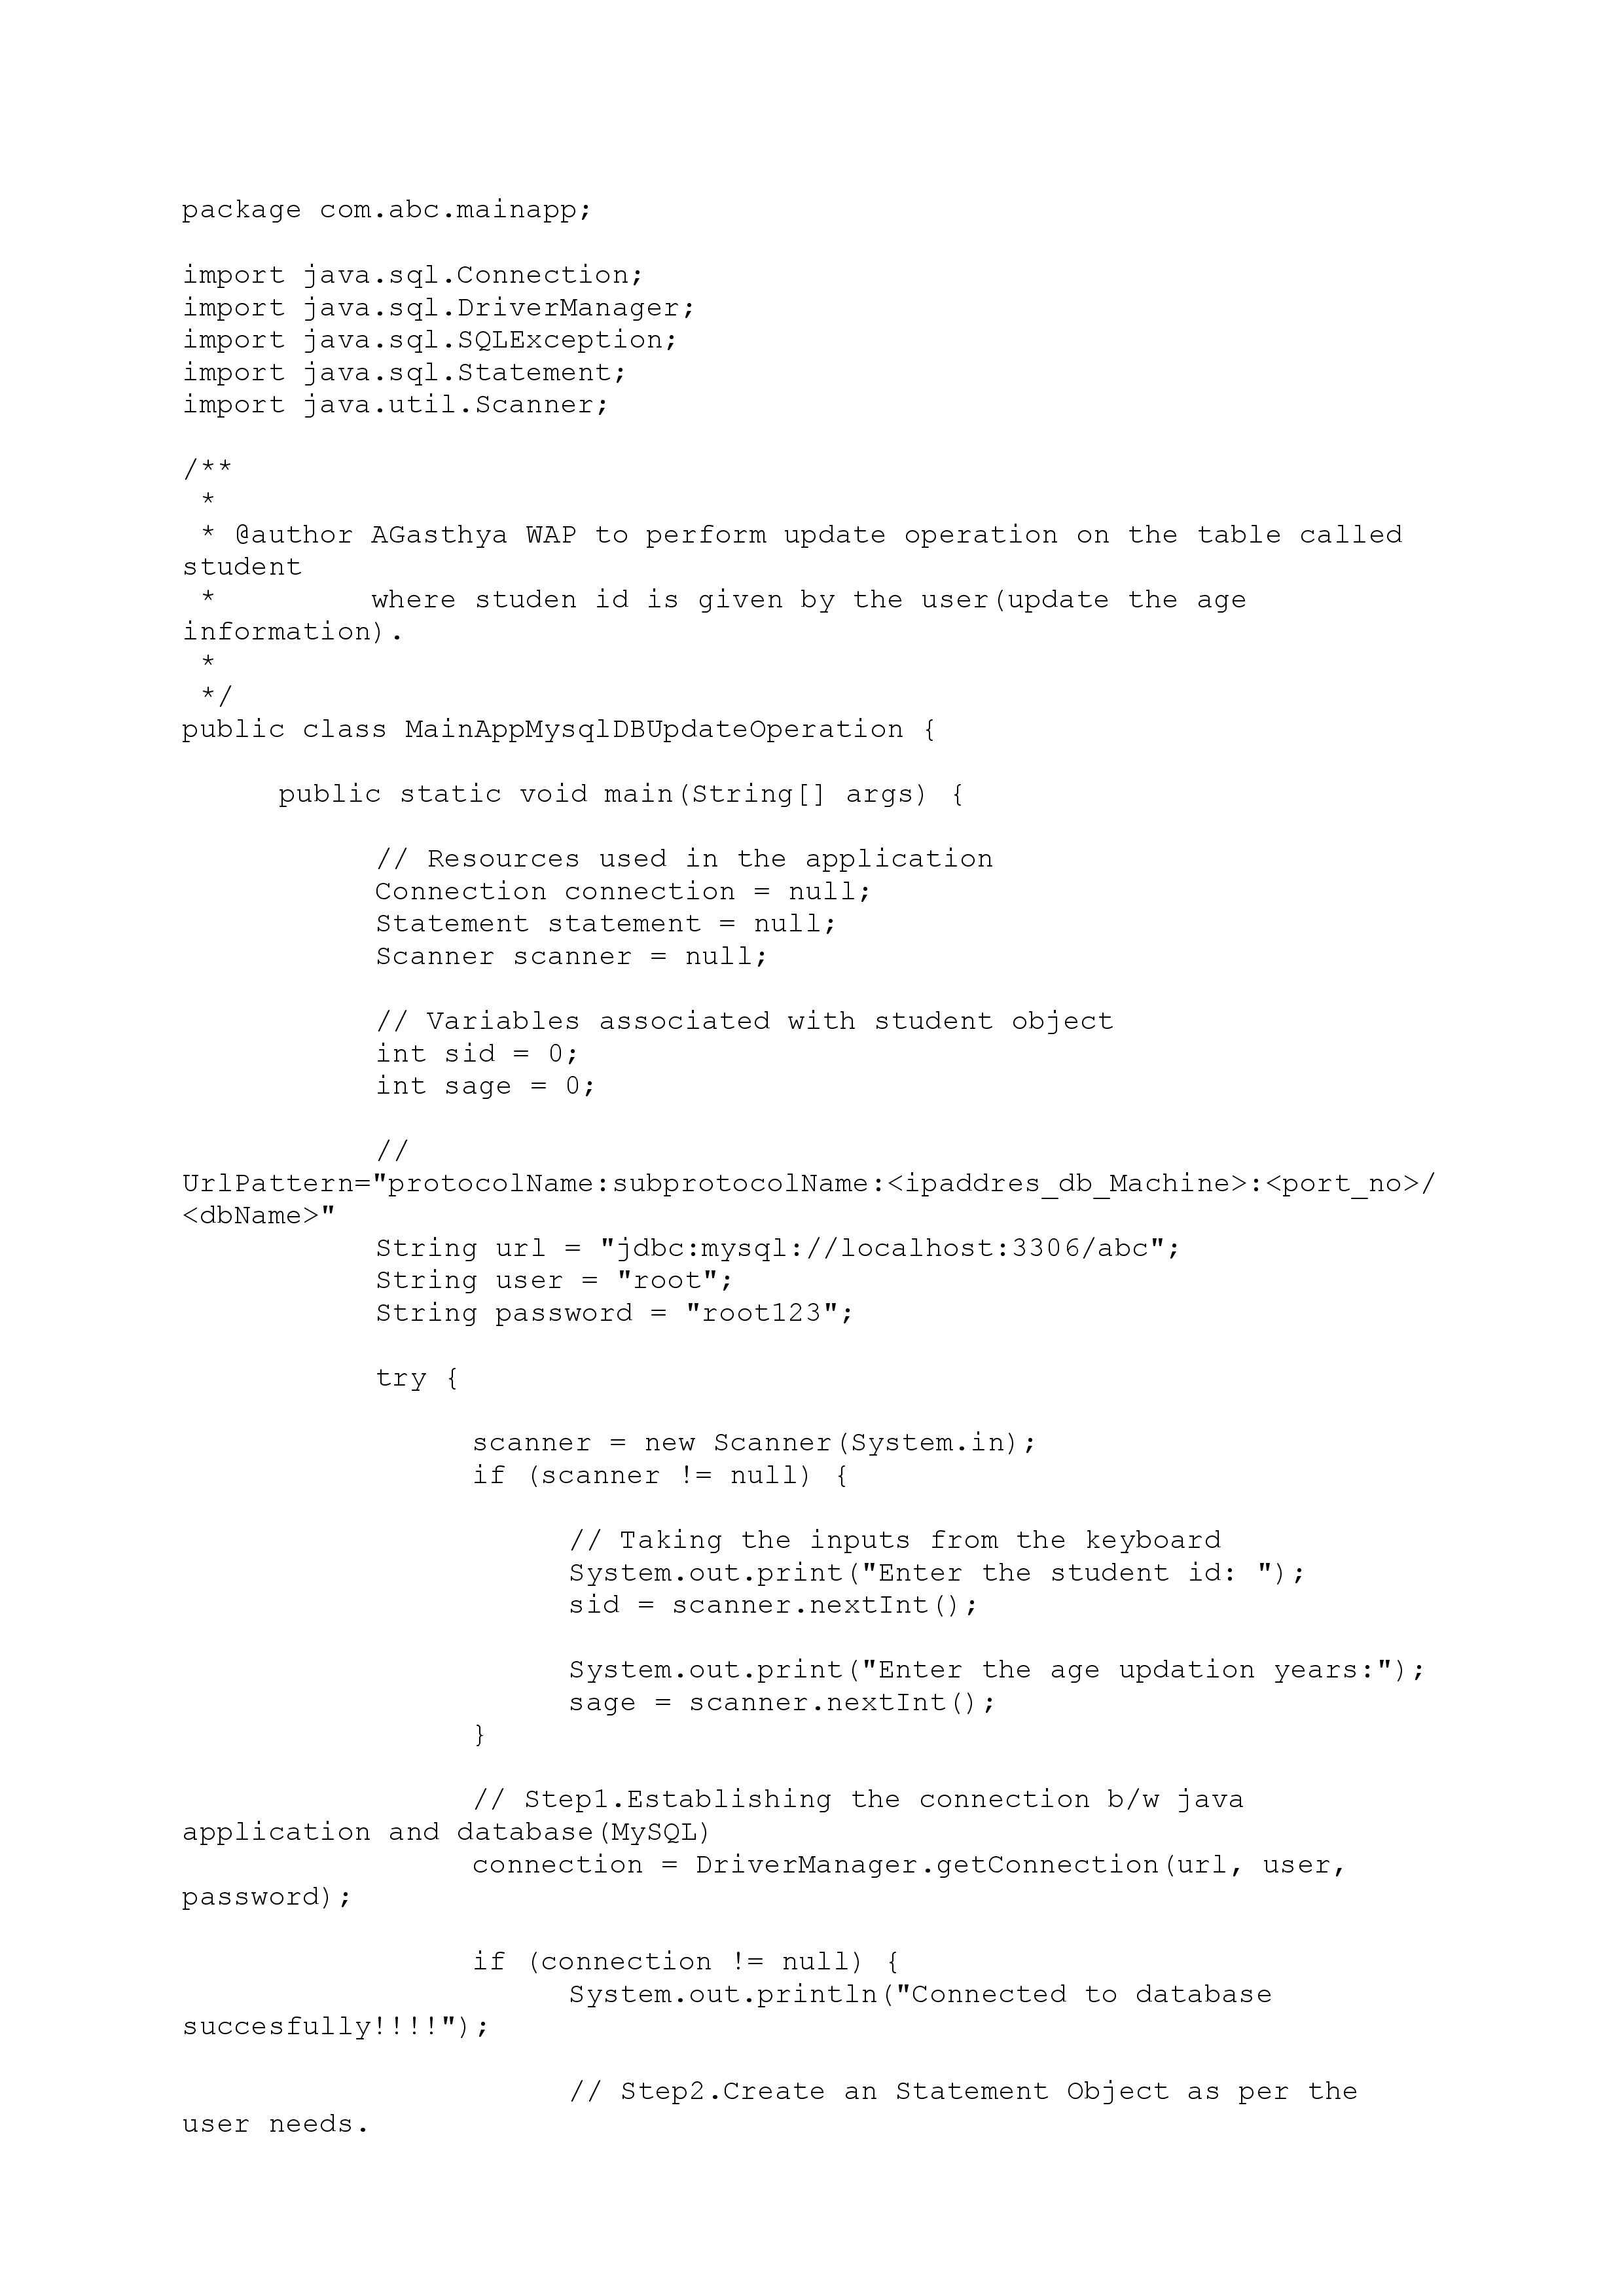 package com.abc.mainapp;
import java.sql.Connection;
import java.sql.DriverManager;
import java.sql.SQLException;
import java.sql.Statement;
import java.util.Scanner;
/**
 *
 * @author AGasthya WAP to perform update operation on the table called
student
 *         where studen id is given by the user(update the age
information).
 *
 */
public class MainAppMysqlDBUpdateOperation {
public static void main(String[] args) {
// Resources used in the application
Connection connection = null;
Statement statement = null;
Scanner scanner = null;
// Variables associated with student object
int sid = 0;
int sage = 0;
//
UrlPattern="protocolName:subprotocolName:<ipaddres_db_Machine>:<port_no>/
<dbName>"
String url = "jdbc:mysql://localhost:3306/abc";
String user = "root";
String password = "root123";
try {
scanner = new Scanner(System.in);
if (scanner != null) {
// Taking the inputs from the keyboard
System.out.print("Enter the student id: ");
sid = scanner.nextInt();
System.out.print("Enter the age updation years:");
sage = scanner.nextInt();
}
// Step1.Establishing the connection b/w java
application and database(MySQL)
connection = DriverManager.getConnection(url, user,
password);
if (connection != null) {
System.out.println("Connected to database
succesfully!!!!");
// Step2.Create an Statement Object as per the
user needs.